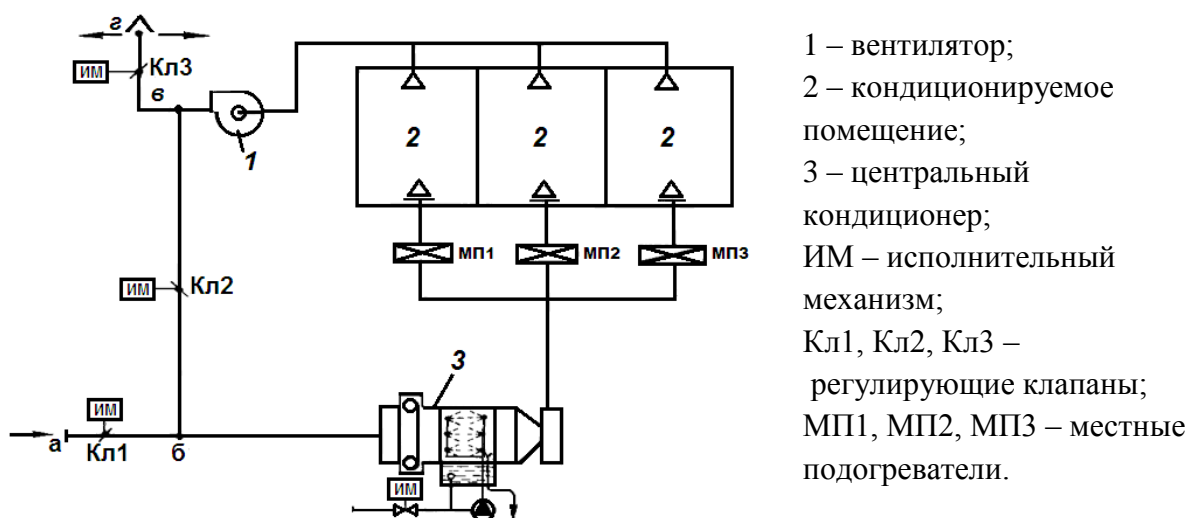 г
ИМ
Кл3
в
1
2
2
2
МП1
МП2
МП3
ИМ
Кл2
3
ИМ
а
Кл1
б
ИМ
1 – вентилятор;
2 – кондиционируемое
помещение;
3 – центральный
кондиционер;
ИМ – исполнительный
механизм;
Кл1, Кл2, Кл3 –
регулирующие клапаны;
МП1, МП2, МП3 – местные
подогреватели.